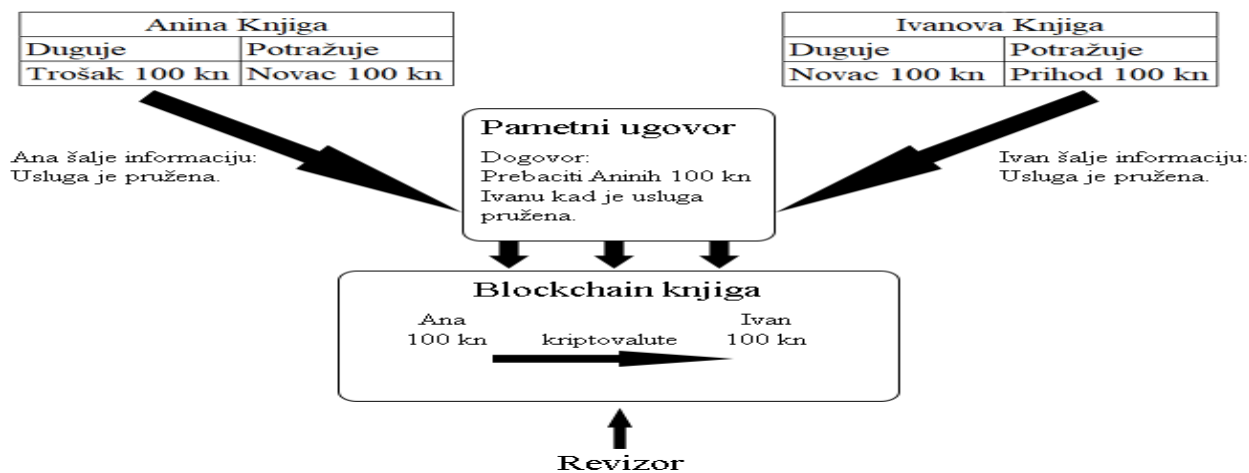 Anina Knjiga
Duguje Potražuje
Trošak 100 kn Novac 100 kn
Ivanova Knjiga
Duguje Potražuje
Novac 100 kn Prihod 100 kn
Ana šalje informaciju:
Usluga je pružena.
Pametni ugovor
Dogovor:
Prebaciti Aninih 100 kn
Ivanu kad je usluga
pružena.
Ivan šalje informaciju:
Usluga je pružena.
Blockchain knjiga
Ana Ivan
100 kn kriptovalute 100 kn
Revizor